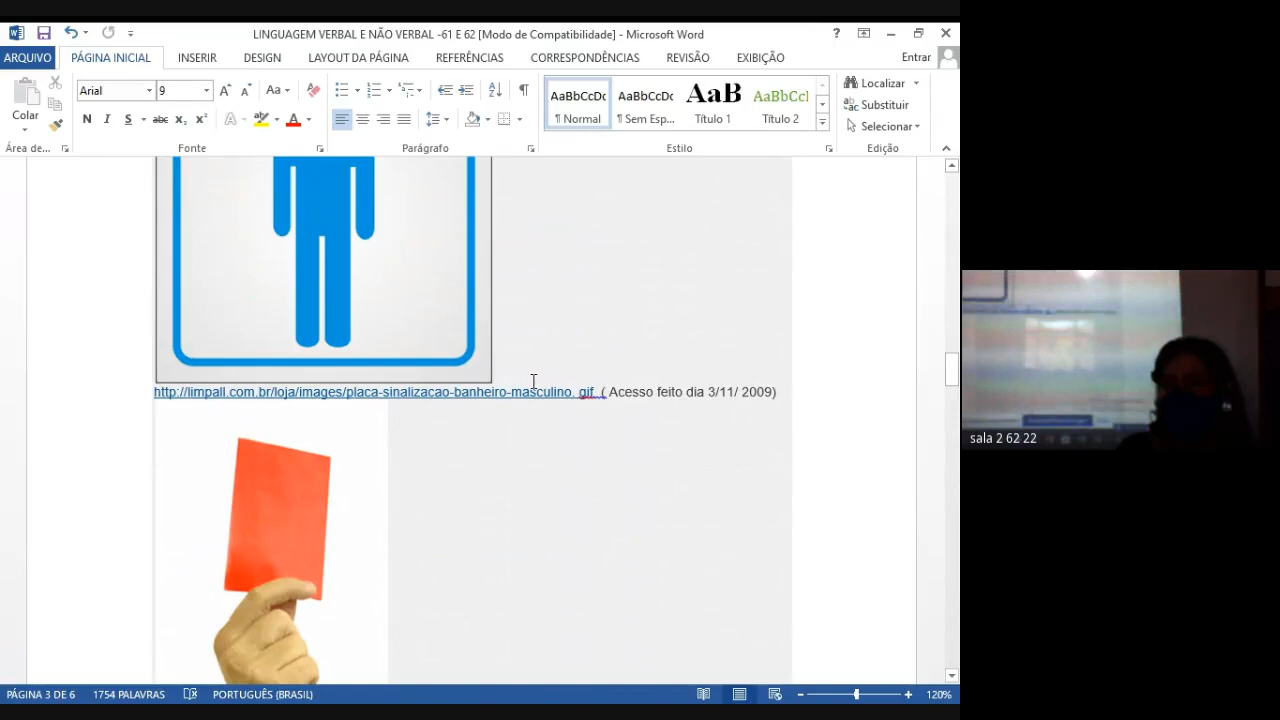 LINGUAGEM VERBAL E NÃO VERBAL -61 E 62 [Modo de Compatibilidade] - Microsoft Word
?
ARQUIVO PÁGINA INICIAL INSERIR DESIGN LAYOUT DA PÁGINA REFERÊNCIAS CORRESPONDÊNCIAS REVISÃO EXIBIÇÃO Entrar
Colar
Arial 9
N I S abc x₂ x² A A
Aa
AaBbCcDc AaBbCcDc AaB AaBbCcl
¶ Normal ¶ Sem Esp... Título 1 Título 2
Localizar
Substituir
Selecionar
Área de... Fonte Parágrafo Estilo Edição
http://limpall.com.br/loja/images/placa-sinalizacao-banheiro-masculino. gif ( Acesso feito dia 3/11/ 2009)
sala 2 62 22
PÁGINA 3 DE 6 1754 PALAVRAS PORTUGUÊS (BRASIL) 120%